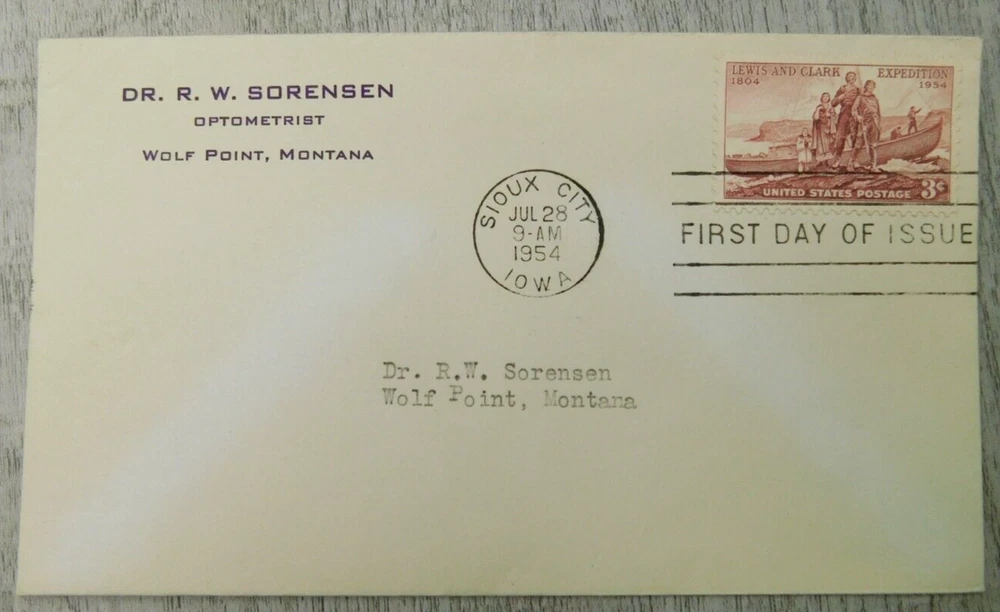 DR. R. W. SORENSEN
OPTOMETRIST
WOLF POINT, MONTANA
LEWIS AND CLARK EXPEDITION
1804 1954
UNITED STATES POSTAGE 3¢
SIOUX CITY
JUL 28
9-AM
1954
IOWA
FIRST DAY OF ISSUE
Dr. R.W. Sorensen
Wolf Point, Montana